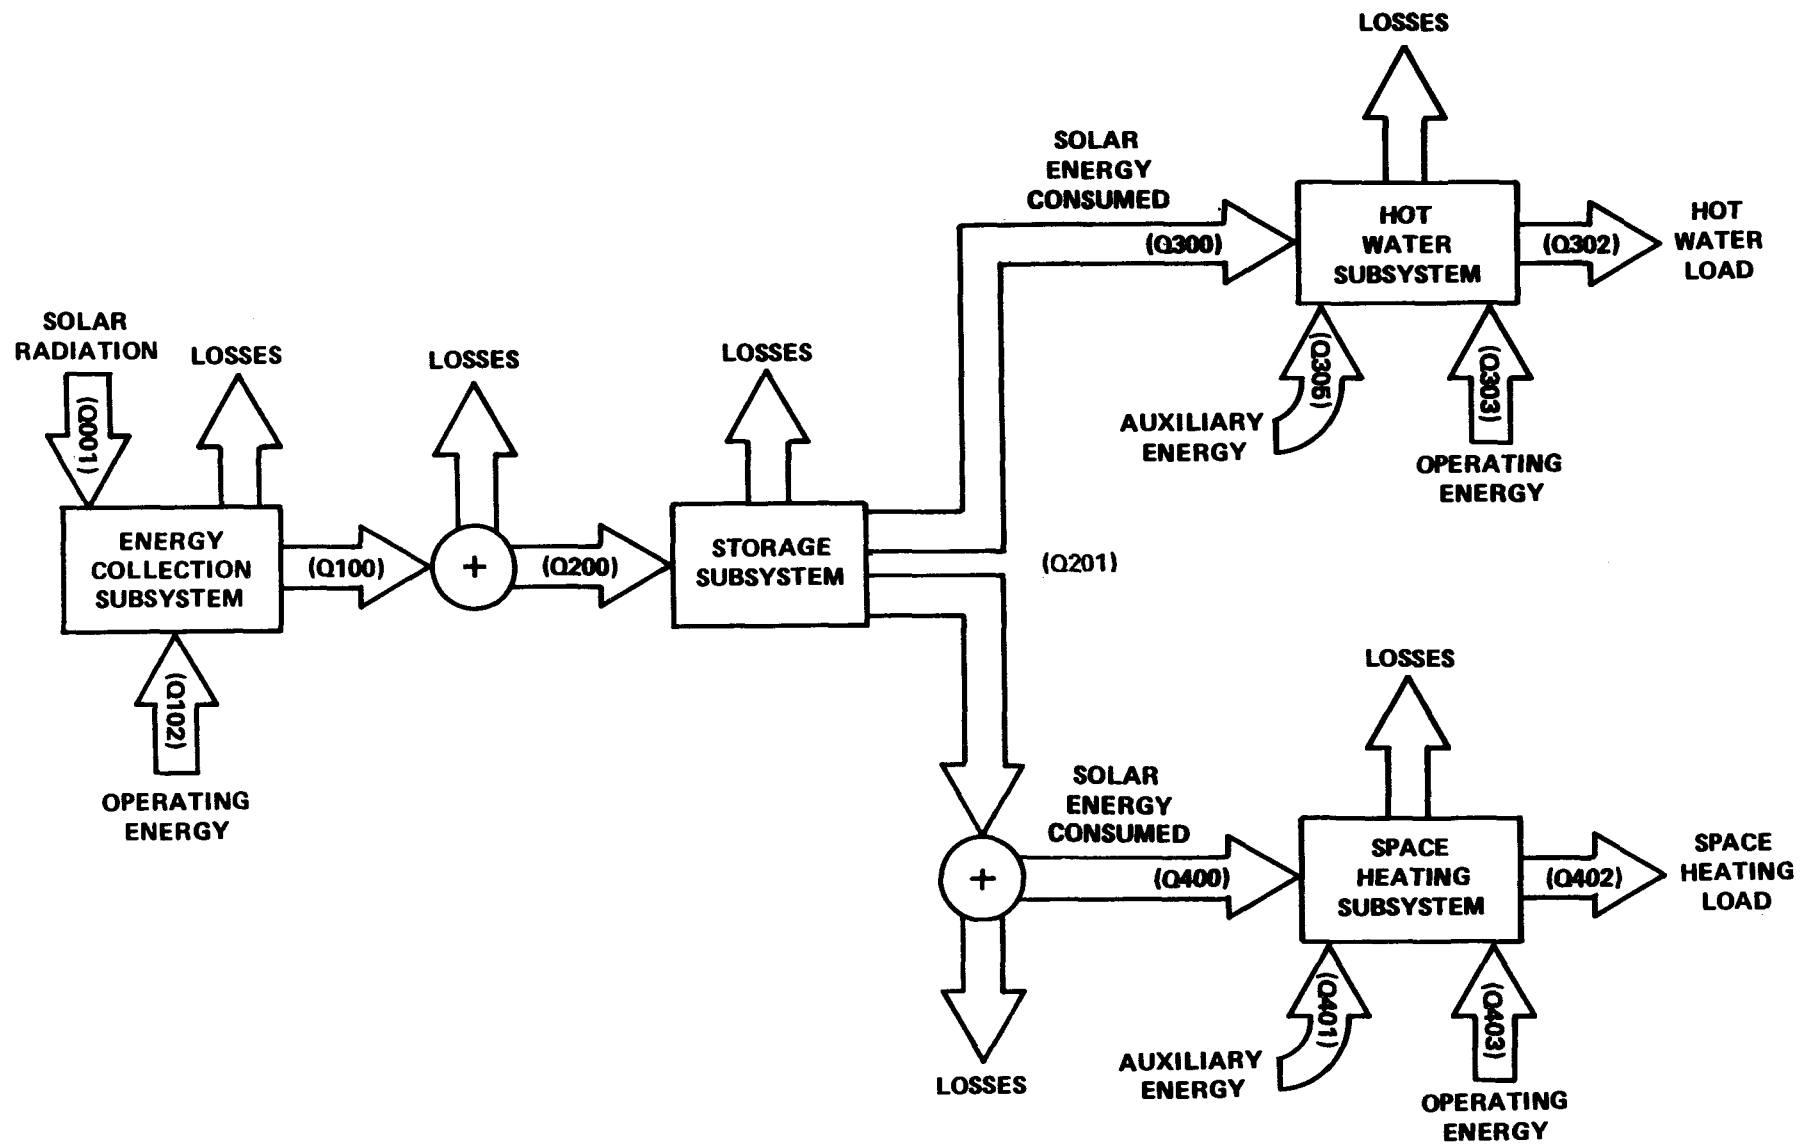 LOSSES
SOLAR
ENERGY
CONSUMED
(Q300)
HOT
WATER
SUBSYSTEM
(Q302)
HOT
WATER
LOAD
(Q305)
AUXILIARY
ENERGY
(Q303)
OPERATING
ENERGY
SOLAR
RADIATION
(Q001)
LOSSES
LOSSES
LOSSES
ENERGY
COLLECTION
SUBSYSTEM
(Q100)
+
(Q200)
STORAGE
SUBSYSTEM
(Q201)
(Q102)
OPERATING
ENERGY
LOSSES
SOLAR
ENERGY
CONSUMED
+
(Q400)
SPACE
HEATING
SUBSYSTEM
(Q402)
SPACE
HEATING
LOAD
LOSSES
(Q401)
AUXILIARY
ENERGY
(Q403)
OPERATING
ENERGY